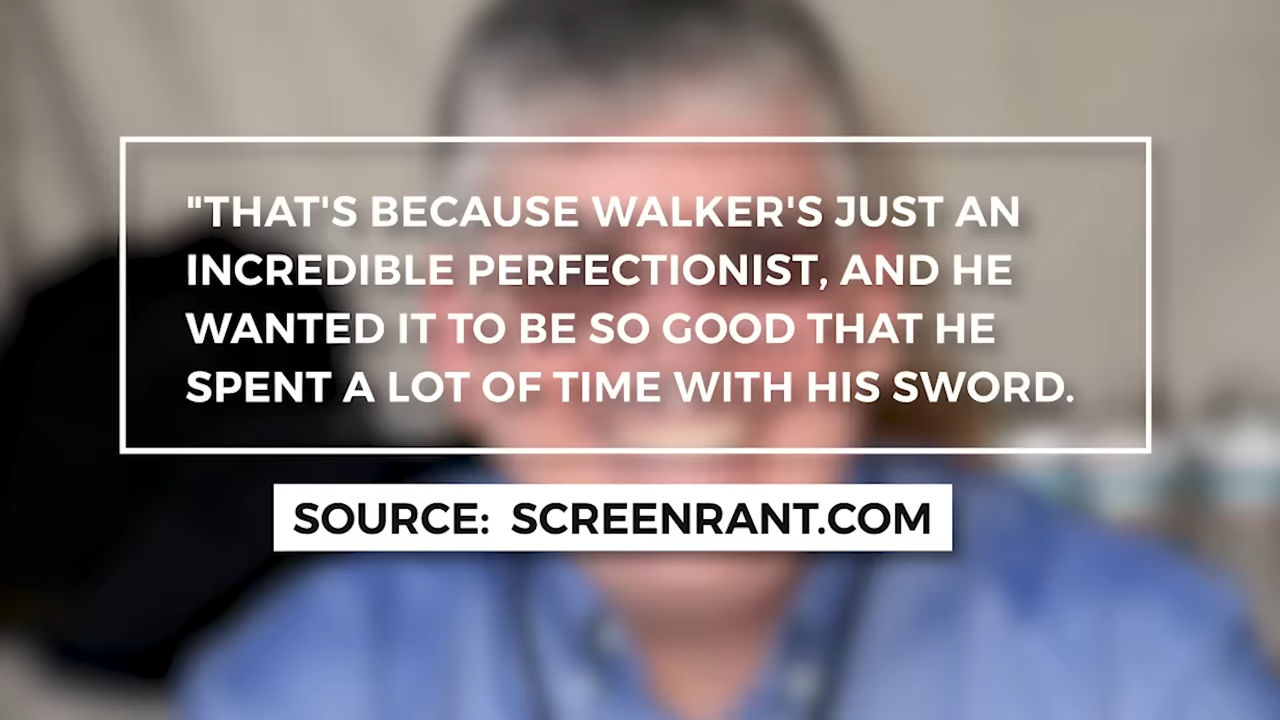 "THAT'S BECAUSE WALKER'S JUST AN
INCREDIBLE PERFECTIONIST, AND HE
WANTED IT TO BE SO GOOD THAT HE
SPENT A LOT OF TIME WITH HIS SWORD.
SOURCE: SCREENRANT.COM